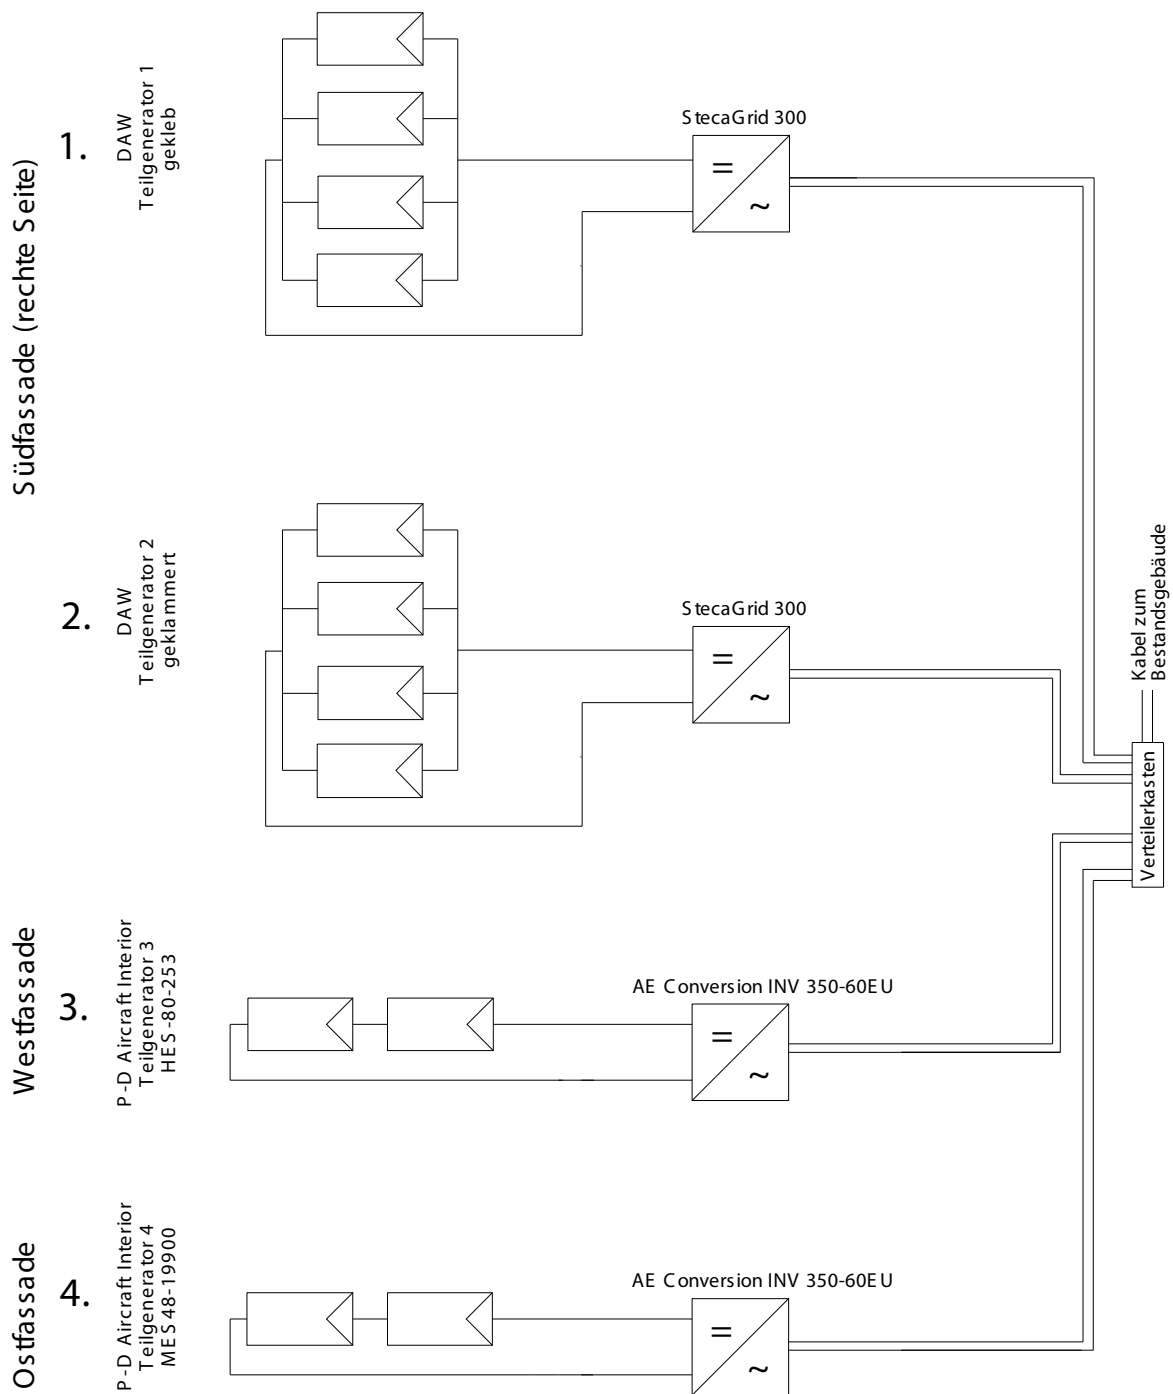 Südfassade (rechte Seite)
1.
DAW
Teilgenerator 1
gekleb
StecaGrid 300
=
~
2.
DAW
Teilgenerator 2
geklammert
StecaGrid 300
=
~
Kabel zum
Bestandsgebäude
Verteilerkasten
Westfassade
3.
P-D Aircraft Interior
Teilgenerator 3
HES-80-253
AE Conversion INV 350-60EU
=
~
Ostfassade
4.
P-D Aircraft Interior
Teilgenerator 4
MES48-19900
AE Conversion INV 350-60EU
=
~